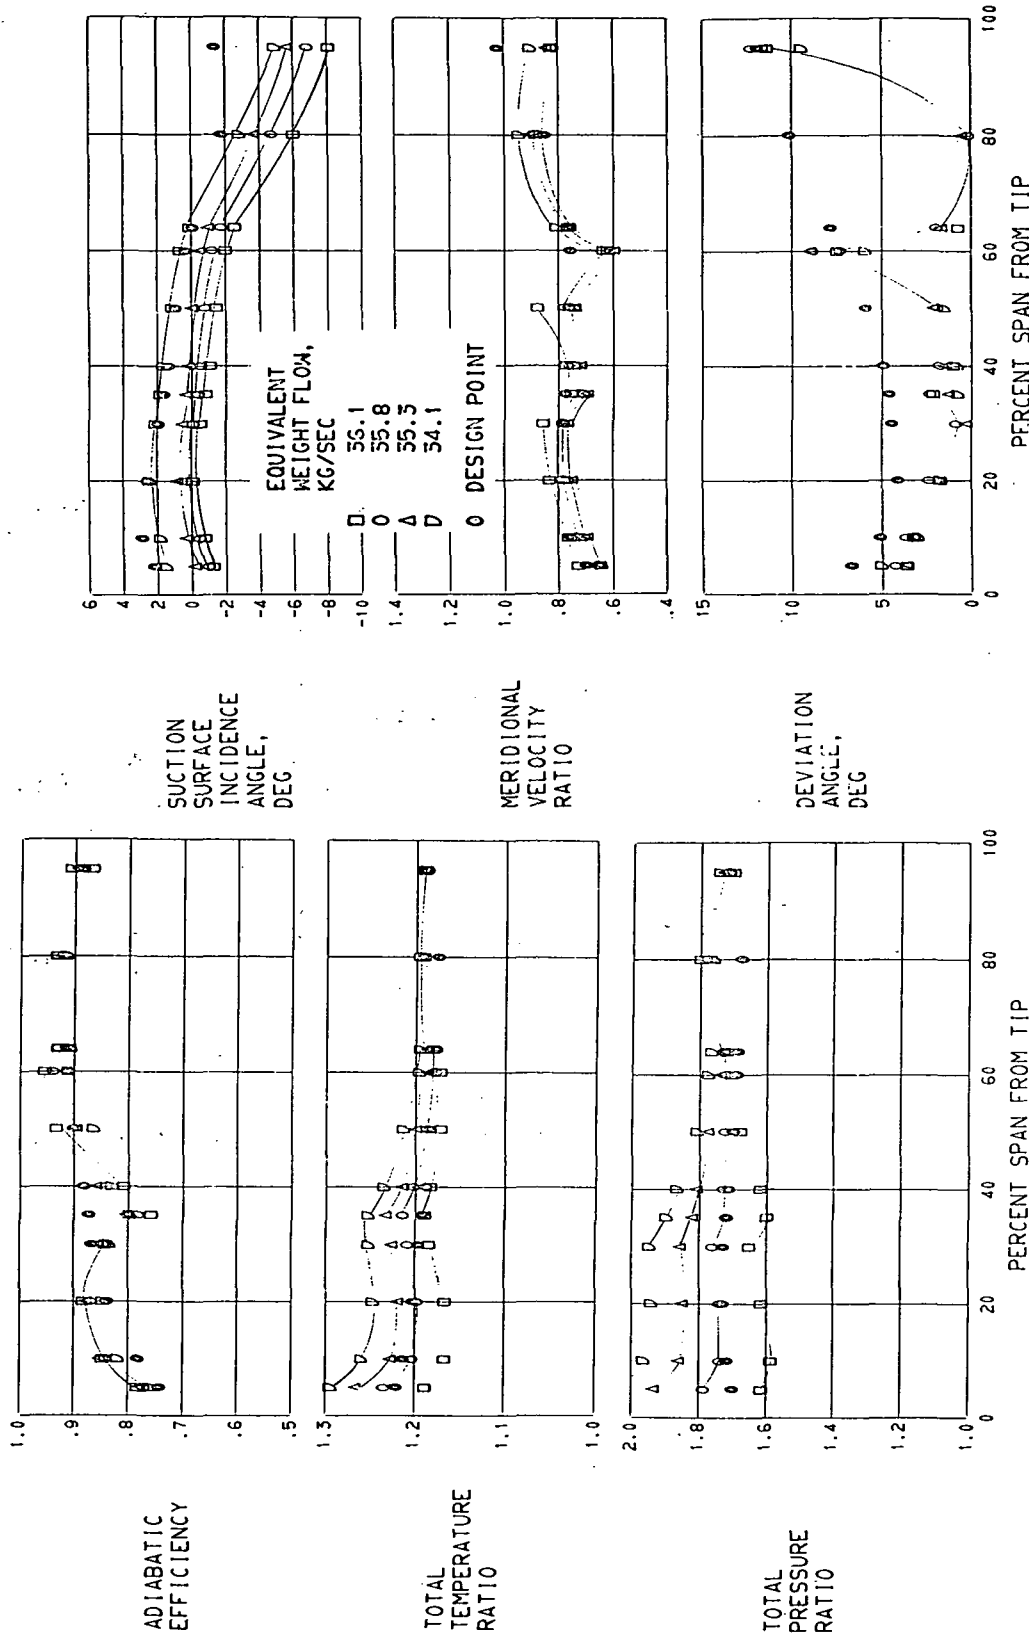 ADIABATIC
EFFICIENCY
1.0
.9
.8
.7
.6
.5
TOTAL
TEMPERATURE
RATIO
1.3
1.2
1.1
1.0
TOTAL
PRESSURE
RATIO
2.0
1.8
1.6
1.4
1.2
1.0
0 20 40 60 80 100
PERCENT SPAN FROM TIP
SUCTION
SURFACE
INCIDENCE
ANGLE,
DEG
6
4
2
0
-2
-4
-6
-8
-10
EQUIVALENT
WEIGHT FLOW,
KG/SEC
36.1
35.8
35.3
34.1
DESIGN POINT
MERIDIONAL
VELOCITY
RATIO
1.4
1.2
1.0
.8
.6
.4
DEVIATION
ANGLE,
DEG
15
10
5
0
0 20 40 60 80 100
PERCENT SPAN FROM TIP